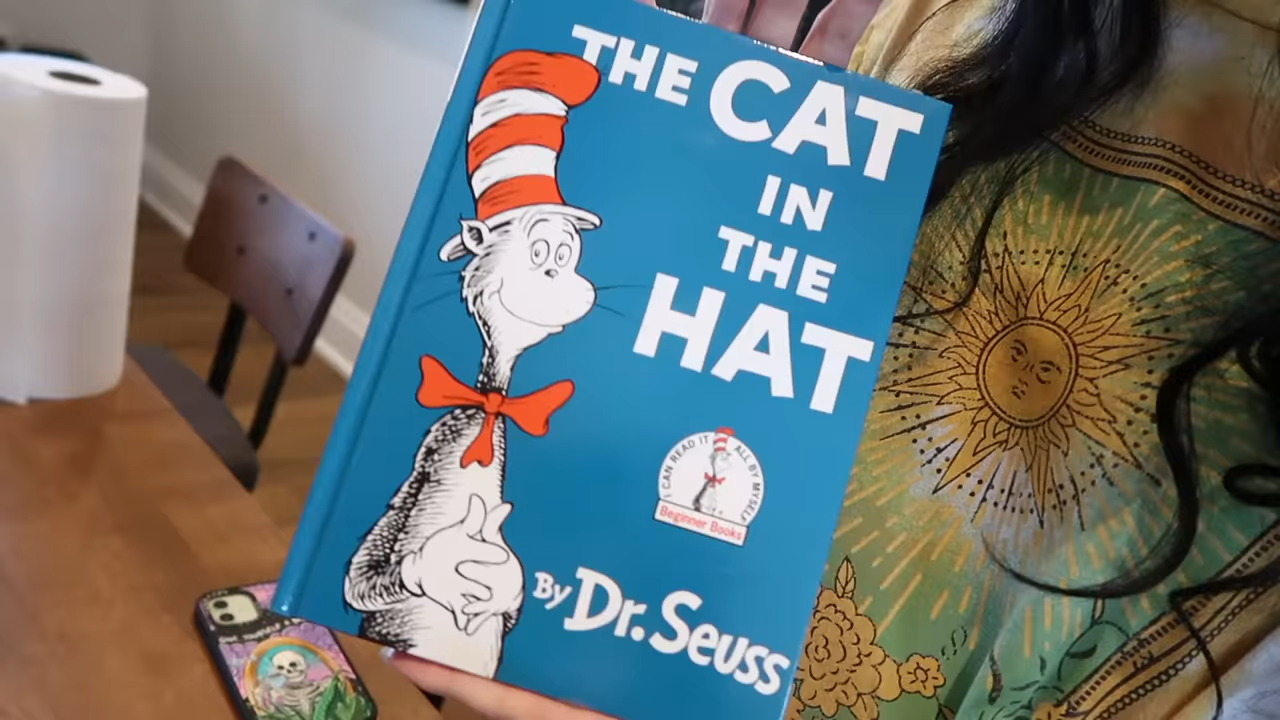 THE CAT
IN
THE
HAT
I CAN READ IT ALL BY MYSELF
Beginner Books
By Dr. Seuss